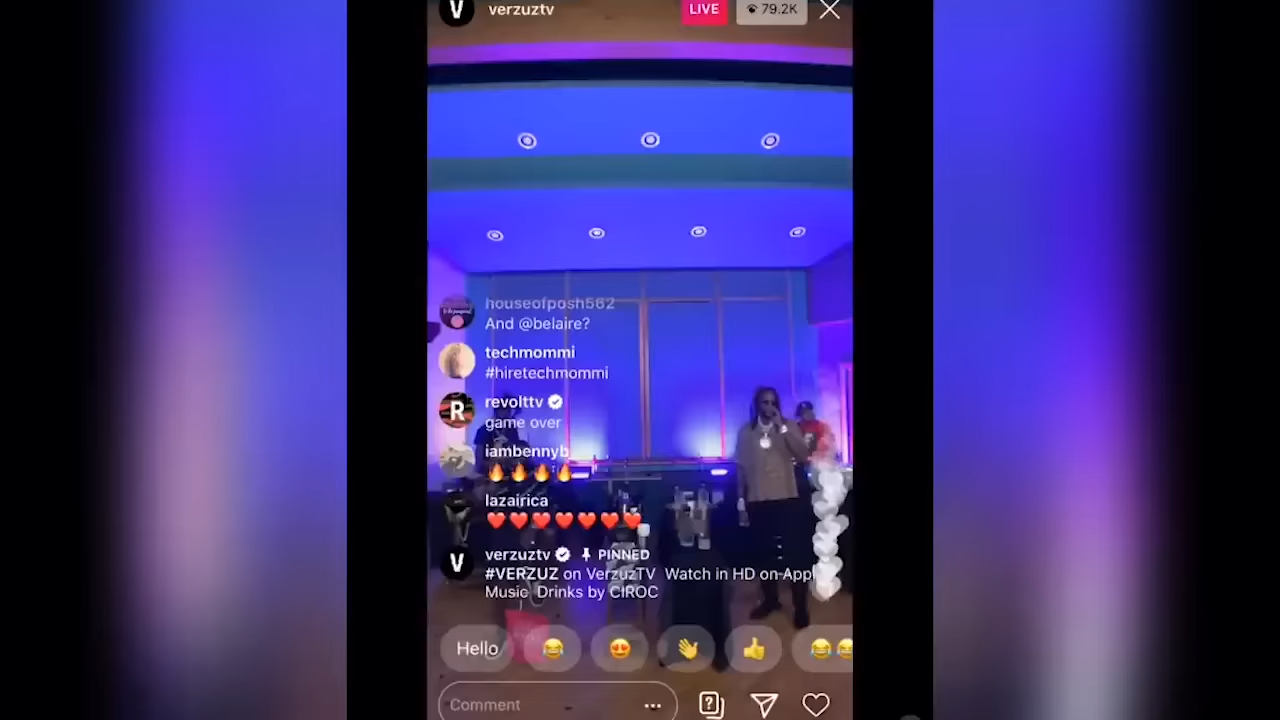 V verzuztv LIVE 79.2K
houseofposh562
And @belaire?
techmommi
#hiretechmommi
R revolttv
game over
iambennyb
lazairica
V verzuztv PINNED
#VERZUZ on VerzuzTV Watch in HD on Appl
Music Drinks by CIROC
Hello
Comment